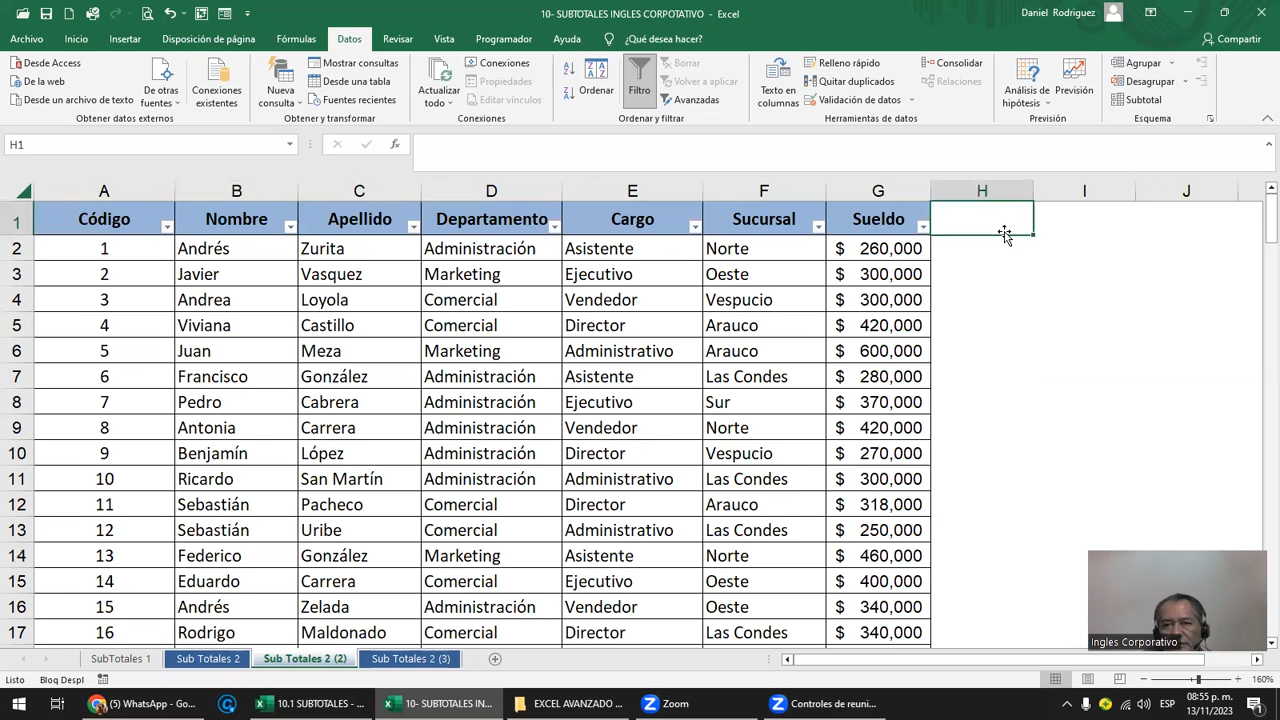 10- SUBTOTALES INGLES CORPOTATIVO - Excel
Daniel Rodriguez
Archivo Inicio Insertar Disposición de página Fórmulas Datos Revisar Vista Programador Ayuda ¿Qué desea hacer? Compartir
Desde Access
De la web
Desde un archivo de texto
De otras fuentes
Conexiones existentes
Obtener datos externos
Nueva consulta
Mostrar consultas
Desde una tabla
Fuentes recientes
Obtener y transformar
Actualizar todo
Conexiones
Propiedades
Editar vínculos
Conexiones
Ordenar
Filtro
Borrar
Volver a aplicar
Avanzadas
Ordenar y filtrar
Texto en columnas
Relleno rápido
Quitar duplicados
Validación de datos
Consolidar
Relaciones
Herramientas de datos
Análisis de hipótesis
Previsión
Previsión
Agrupar
Desagrupar
Subtotal
Esquema
H1 fx
A B C D E F G H I J
1 Código Nombre Apellido Departamento Cargo Sucursal Sueldo
2 1 Andrés Zurita Administración Asistente Norte $ 260,000
3 2 Javier Vasquez Marketing Ejecutivo Oeste $ 300,000
4 3 Andrea Loyola Comercial Vendedor Vespucio $ 300,000
5 4 Viviana Castillo Comercial Director Arauco $ 420,000
6 5 Juan Meza Marketing Administrativo Arauco $ 600,000
7 6 Francisco González Administración Asistente Las Condes $ 280,000
8 7 Pedro Cabrera Administración Ejecutivo Sur $ 370,000
9 8 Antonia Carrera Administración Vendedor Norte $ 420,000
10 9 Benjamín López Administración Director Vespucio $ 270,000
11 10 Ricardo San Martín Administración Administrativo Las Condes $ 300,000
12 11 Sebastián Pacheco Comercial Director Arauco $ 318,000
13 12 Sebastián Uribe Comercial Administrativo Las Condes $ 250,000
14 13 Federico González Marketing Asistente Norte $ 460,000
15 14 Eduardo Carrera Comercial Ejecutivo Oeste $ 400,000
16 15 Andrés Zelada Administración Vendedor Oeste $ 340,000
17 16 Rodrigo Maldonado Comercial Director Las Condes $ 340,000
Ingles Corporativo
SubTotales 1 Sub Totales 2 Sub Totales 2 (2) Sub Totales 2 (3)
Listo Bloq Despl 160%
(5) WhatsApp - Go... 10.1 SUBTOTALES - ... 10- SUBTOTALES IN... EXCEL AVANZADO ... Zoom Controles de reuni... ESP 08:55 p. m.
13/11/2023